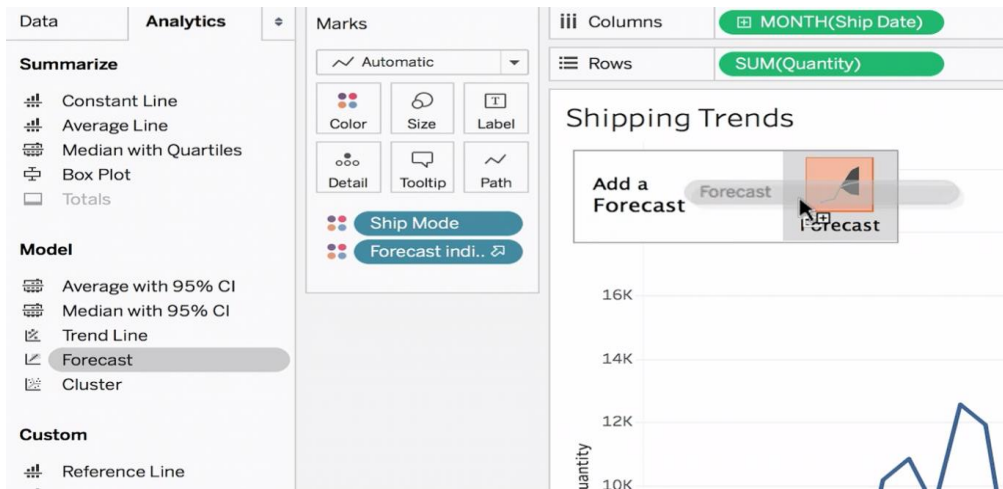 Data
Analytics
Summarize
Constant Line
Average Line
Median with Quartiles
Box Plot
Totals
Model
Average with 95% CI
Median with 95% CI
Trend Line
Forecast
Cluster
Custom
Reference Line
Marks
Automatic
Color
Size
T
Label
Detail
Tooltip
Path
Ship Mode
Forecast indi..
Columns
MONTH(Ship Date)
Rows
SUM(Quantity)
Shipping Trends
Add a
Forecast
Forecast
Forecast
16K
14K
12K
10K
uantity